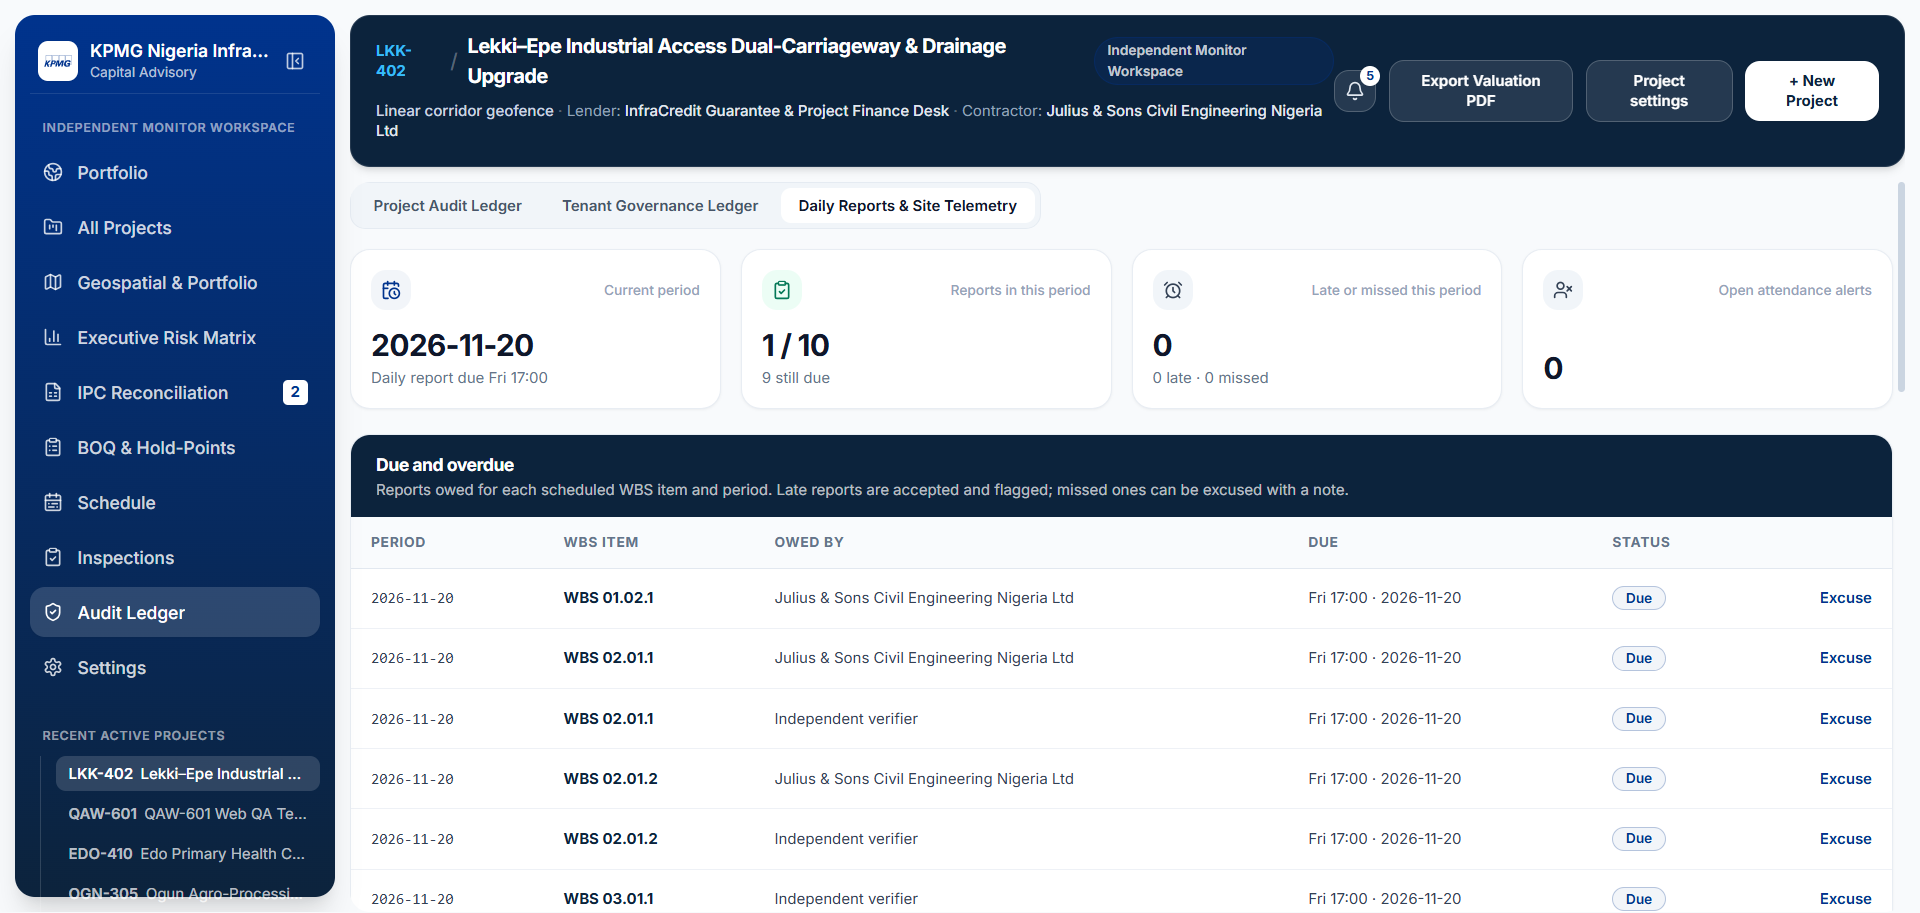 KPMG
KPMG Nigeria Infra...
Capital Advisory
INDEPENDENT MONITOR WORKSPACE
Portfolio
All Projects
Geospatial & Portfolio
Executive Risk Matrix
IPC Reconciliation
2
BOQ & Hold-Points
Schedule
Inspections
Audit Ledger
Settings
RECENT ACTIVE PROJECTS
LKK-402 Lekki–Epe Industrial ...
QAW-601 QAW-601 Web QA Te...
EDO-410 Edo Primary Health C...
OGN-305 Ogun Agro-Processi...
LKK-
402
/
Lekki–Epe Industrial Access Dual-Carriageway & Drainage
Upgrade
Independent Monitor
Workspace
Linear corridor geofence · Lender: InfraCredit Guarantee & Project Finance Desk · Contractor: Julius & Sons Civil Engineering Nigeria
Ltd
5
Export Valuation
PDF
Project
settings
+ New
Project
Project Audit Ledger
Tenant Governance Ledger
Daily Reports & Site Telemetry
Current period
2026-11-20
Daily report due Fri 17:00
Reports in this period
1 / 10
9 still due
Late or missed this period
0
0 late · 0 missed
Open attendance alerts
0
Due and overdue
Reports owed for each scheduled WBS item and period. Late reports are accepted and flagged; missed ones can be excused with a note.
PERIOD WBS ITEM OWED BY DUE STATUS
2026-11-20 WBS 01.02.1 Julius & Sons Civil Engineering Nigeria Ltd Fri 17:00 · 2026-11-20 Due Excuse
2026-11-20 WBS 02.01.1 Julius & Sons Civil Engineering Nigeria Ltd Fri 17:00 · 2026-11-20 Due Excuse
2026-11-20 WBS 02.01.1 Independent verifier Fri 17:00 · 2026-11-20 Due Excuse
2026-11-20 WBS 02.01.2 Julius & Sons Civil Engineering Nigeria Ltd Fri 17:00 · 2026-11-20 Due Excuse
2026-11-20 WBS 02.01.2 Independent verifier Fri 17:00 · 2026-11-20 Due Excuse
2026-11-20 WBS 03.01.1 Independent verifier Fri 17:00 · 2026-11-20 Due Excuse